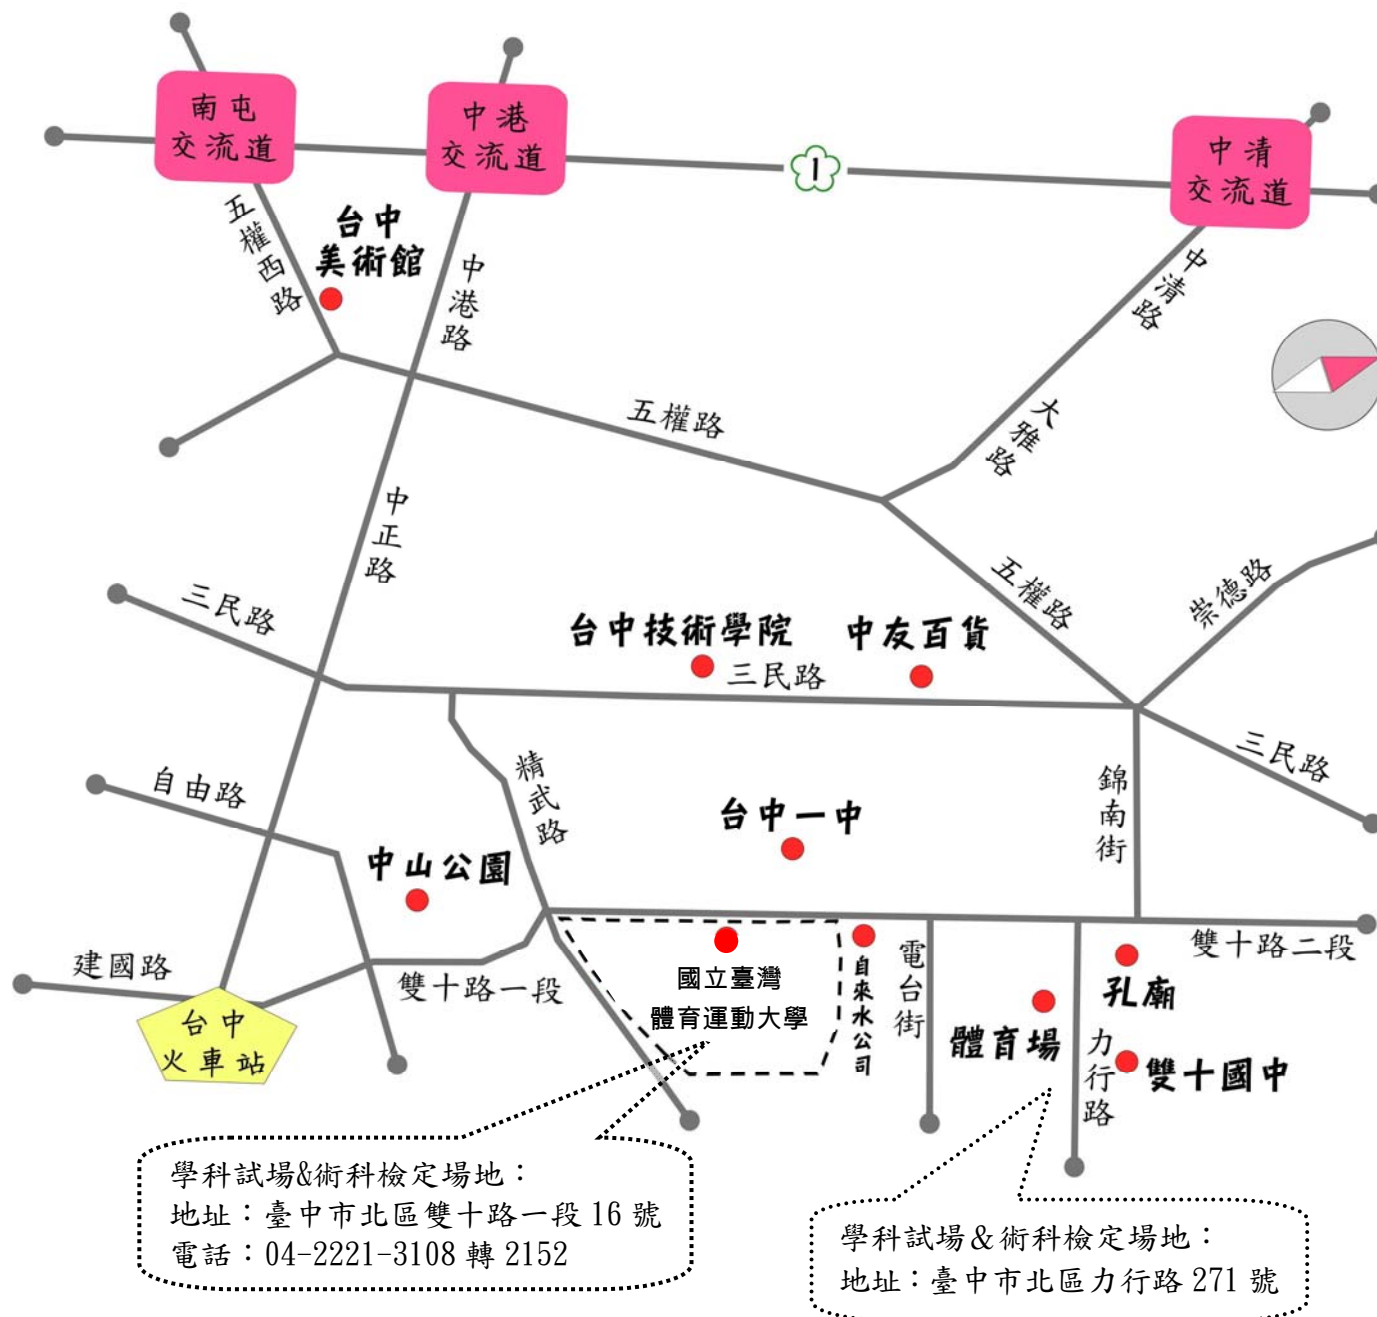 南屯
交流道
中港
交流道
1
中清
交流道
五權西路
台中
美術館
中港路
中清路
五權路
大雅路
中正路
三民路
台中技術學院
中友百貨
三民路
五權路
崇德路
自由路
精武路
台中一中
錦南街
三民路
中山公園
建國路
雙十路一段
台中
火車站
國立臺灣
體育運動大學
自來水公司
電台街
體育場
力行路
孔廟
雙十國中
雙十路二段
學科試場&術科檢定場地：
地址：臺中市北區雙十路一段 16 號
電話：04-2221-3108 轉 2152
學科試場＆術科檢定場地：
地址：臺中市北區力行路 271 號